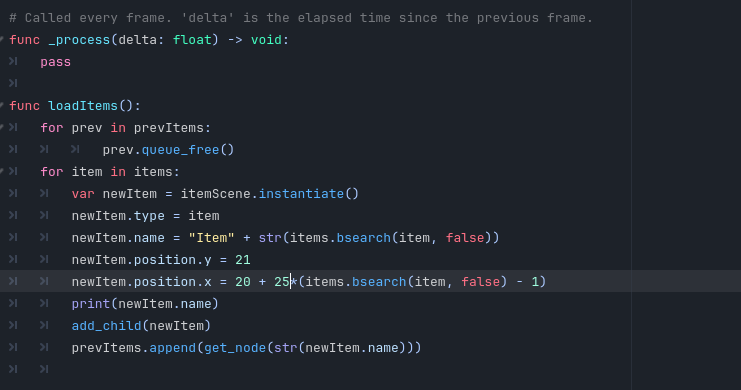 # Called every frame. 'delta' is the elapsed time since the previous frame.
func _process(delta: float) -> void:
pass
func loadItems():
for prev in prevItems:
prev.queue_free()
for item in items:
var newItem = itemScene.instantiate()
newItem.type = item
newItem.name = "Item" + str(items.bsearch(item, false))
newItem.position.y = 21
newItem.position.x = 20 + 25*(items.bsearch(item, false) - 1)
print(newItem.name)
add_child(newItem)
prevItems.append(get_node(str(newItem.name)))